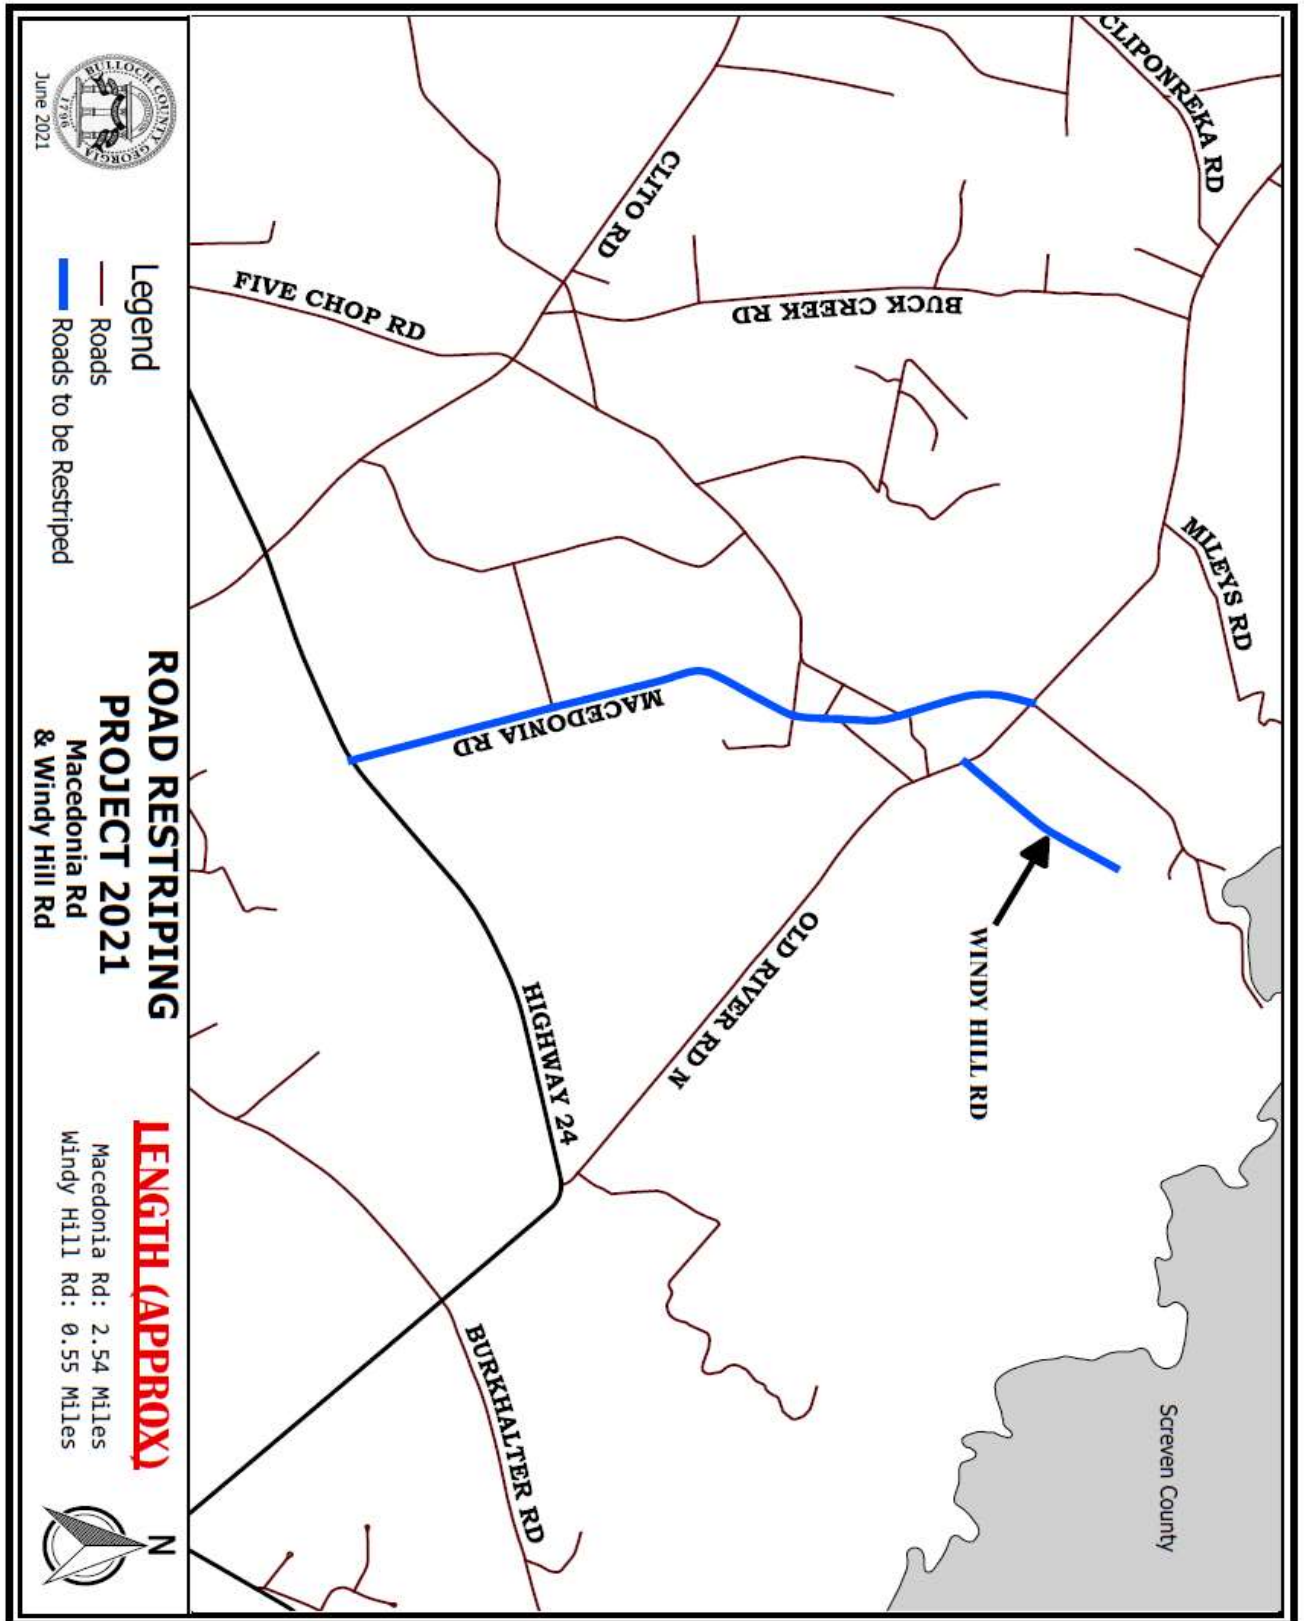 CLIPONREKA RD
CLITO RD
FIVE CHOP RD
BUCK CREEK RD
MILEYS RD
MACEDONIA RD
WINDY HILL RD
OLD RIVER RD N
HIGHWAY 24
BURKHALTER RD
Screven County
BULLOCH COUNTY GEORGIA
1796
June 2021
Legend
Roads
Roads to be Restriped
ROAD RESTRIPING
PROJECT 2021
Macedonia Rd
& Windy Hill Rd
LENGTH (APPROX)
Macedonia Rd: 2.54 Miles
Windy Hill Rd: 0.55 Miles
N